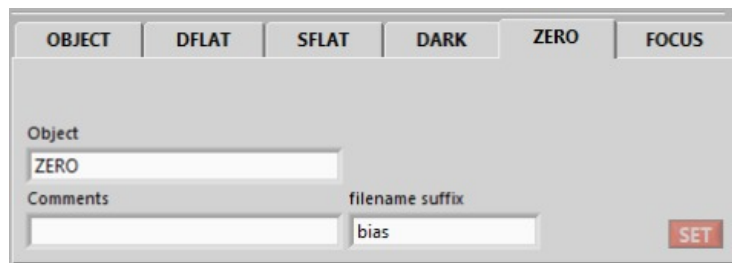 OBJECT DFLAT SFLAT DARK ZERO FOCUS
Object
ZERO
Comments filename suffix
bias SET